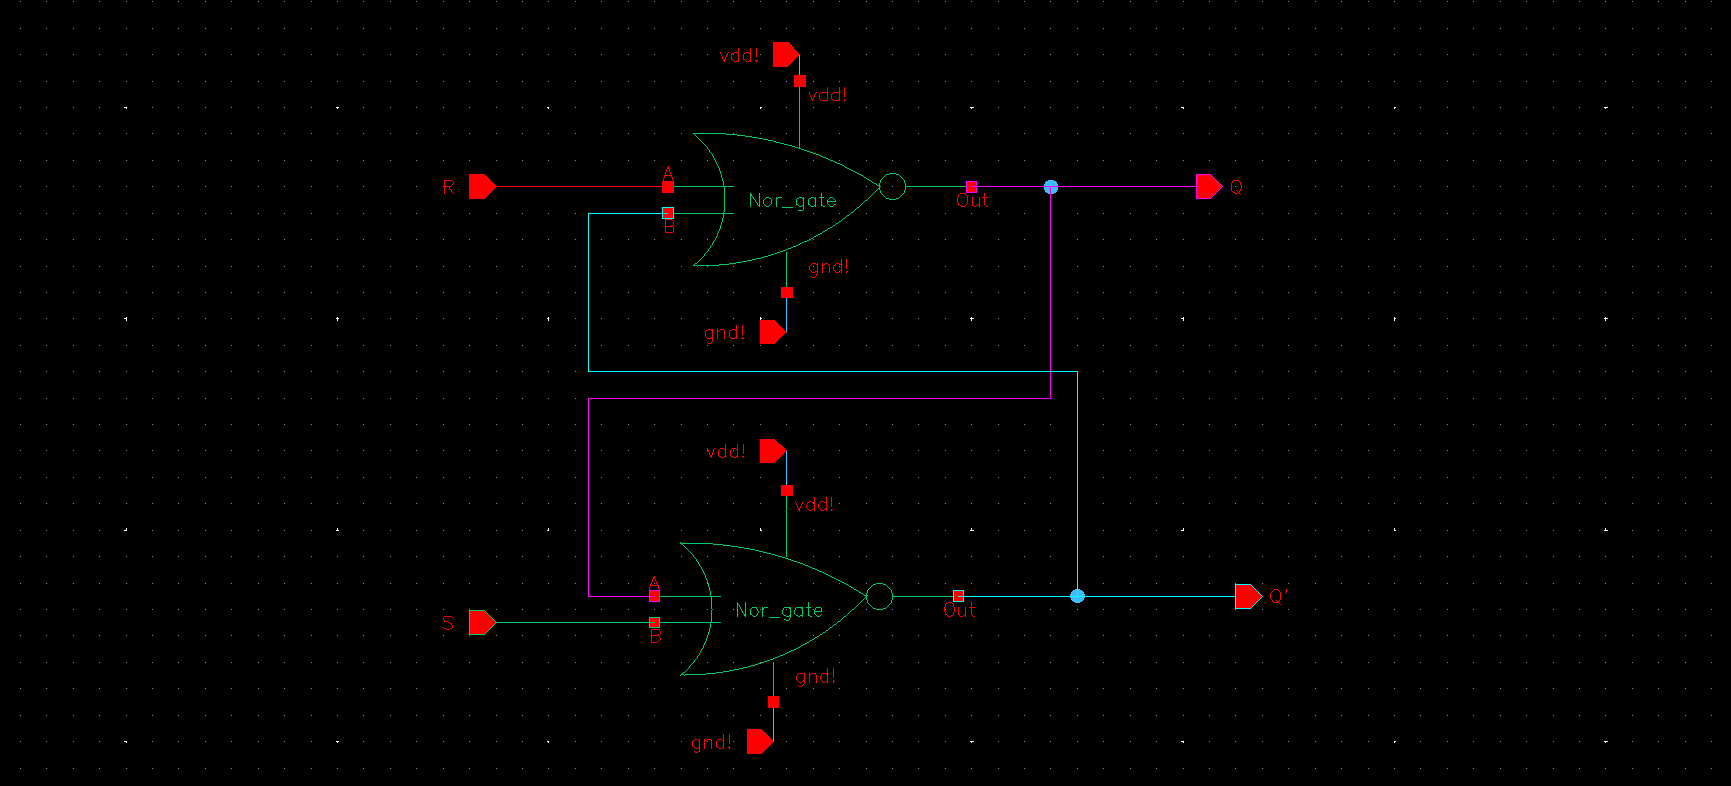 vdd!
vdd!
R
A
Nor_gate
Out
Q
B
gnd!
gnd!
vdd!
vdd!
A
Nor_gate
Out
Q'
S
B
gnd!
gnd!